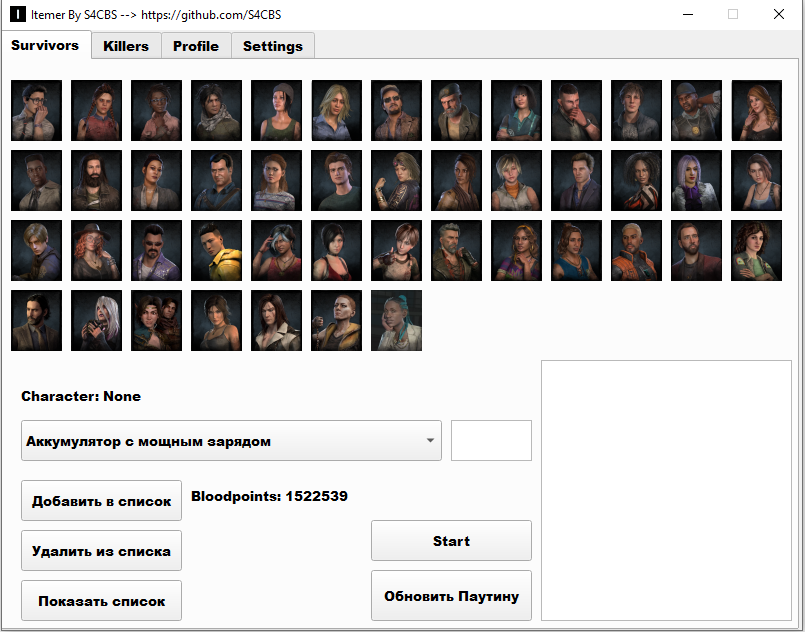 I Itemer By S4CBS --> https://github.com/S4CBS
Survivors Killers Profile Settings
Character: None
Аккумулятор с мощным зарядом
Добавить в список
Bloodpoints: 1522539
Удалить из списка
Start
Показать список
Обновить Паутину